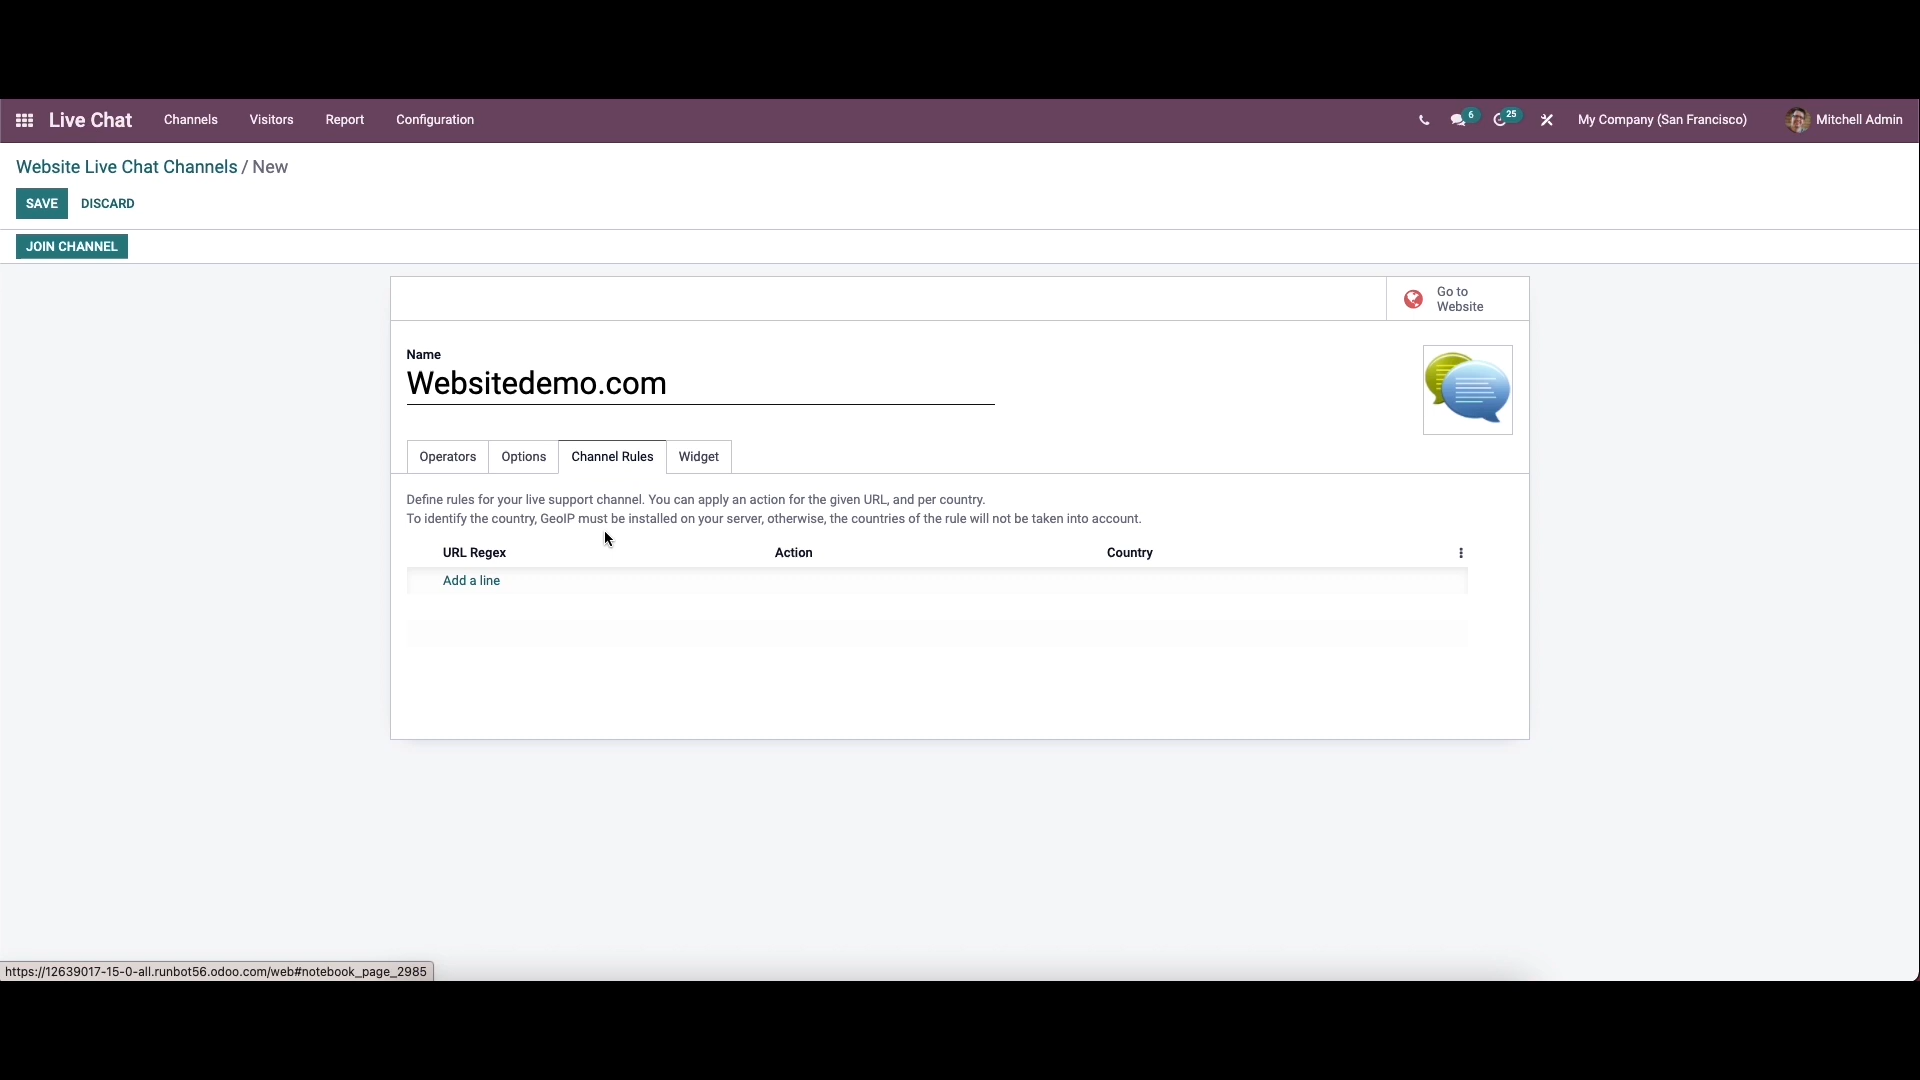 Live Chat Channels Visitors Report Configuration 6 25 My Company (San Francisco) Mitchell Admin
Website Live Chat Channels / New
SAVE DISCARD
JOIN CHANNEL
Go to
Website
Name
Websitedemo.com
Operators Options Channel Rules Widget
Define rules for your live support channel. You can apply an action for the given URL, and per country.
To identify the country, GeoIP must be installed on your server, otherwise, the countries of the rule will not be taken into account.
URL Regex Action Country
Add a line
https://12639017-15-0-all.runbot56.odoo.com/web#notebook_page_2985